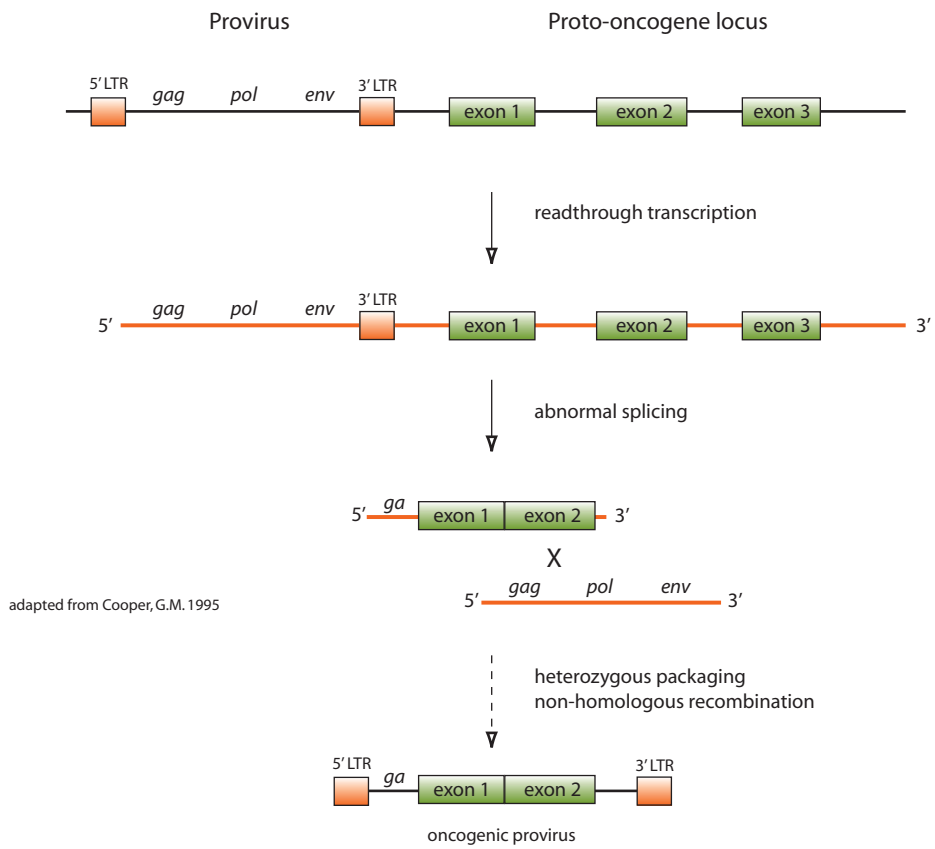 Provirus Proto-oncogene locus
5′ LTR gag pol env 3′ LTR
exon 1 exon 2 exon 3
readthrough transcription
gag pol env 3′ LTR
5′ exon 1 exon 2 exon 3 3′
abnormal splicing
5′ ga exon 1 exon 2 3′
X
gag pol env
5′ 3′
adapted from Cooper, G.M. 1995
heterozygous packaging
non-homologous recombination
5′ LTR ga 3′ LTR
exon 1 exon 2
oncogenic provirus